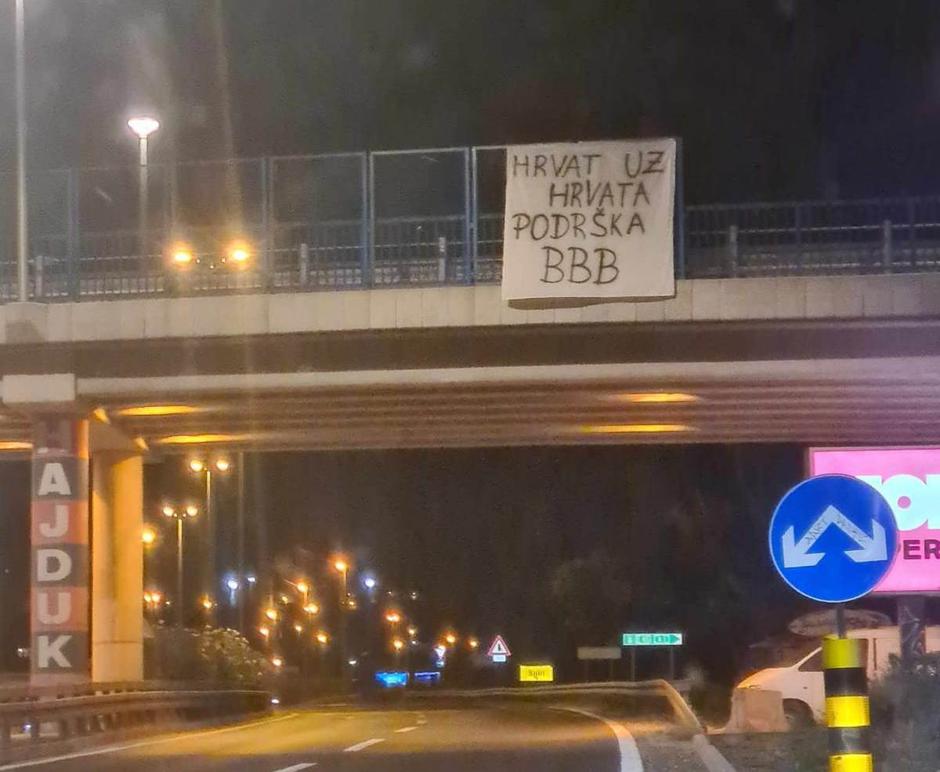 HRVAT UZ
HRVATA
PODRŠKA
BBB
HAJDUK